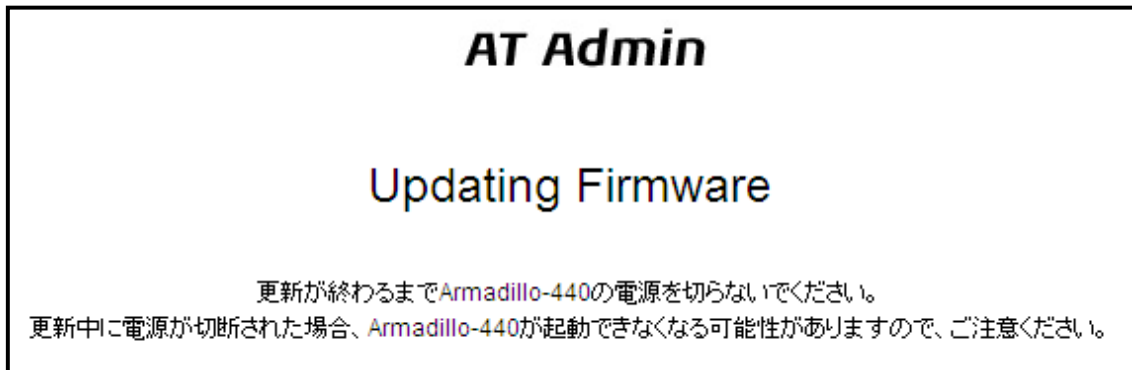 AT Admin
Updating Firmware
更新が終わるまでArmadillo-440の電源を切らないでください。
更新中に電源が切断された場合、Armadillo-440が起動できなくなる可能性がありますので、ご注意ください。